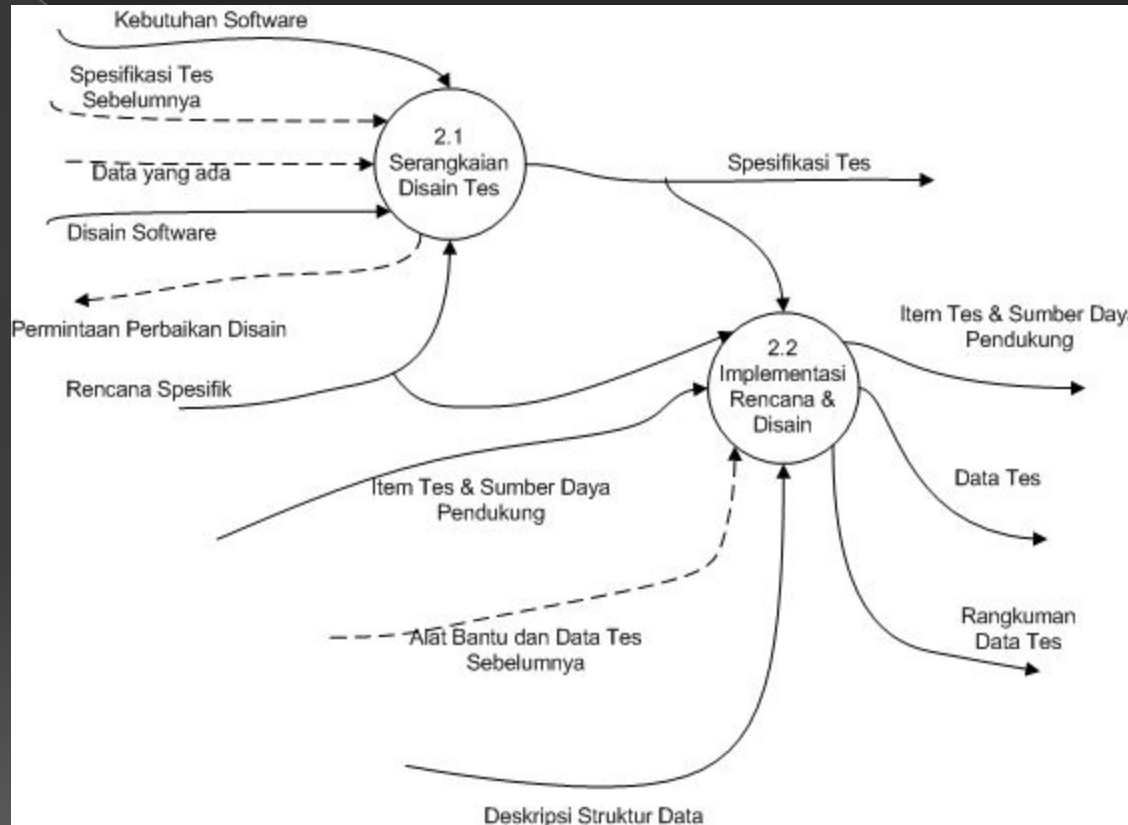 Kebutuhan Software
Spesifikasi Tes
Sebelumnya
Data yang ada
Disain Software
Permintaan Perbaikan Disain
Rencana Spesifik
2.1
Serangkaian
Disain Tes
Spesifikasi Tes
2.2
Implementasi
Rencana &
Disain
Item Tes & Sumber Daya
Pendukung
Data Tes
Rangkuman
Data Tes
Item Tes & Sumber Daya
Pendukung
Alat Bantu dan Data Tes
Sebelumnya
Deskripsi Struktur Data